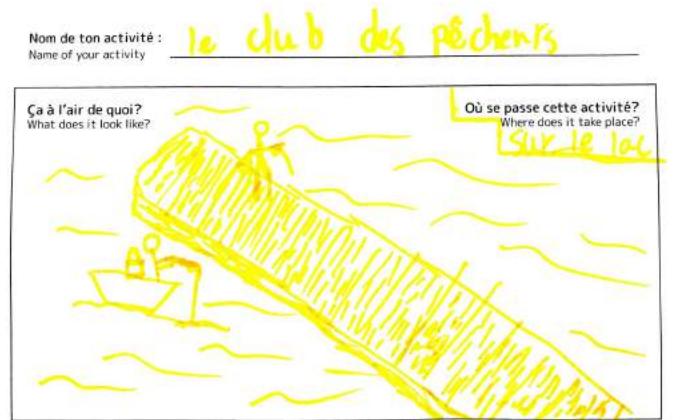 Nom de ton activité : le club des pêcheurs
Name of your activity
Ça à l'air de quoi?
What does it look like?
Où se passe cette activité?
Where does it take place?
sur le lac